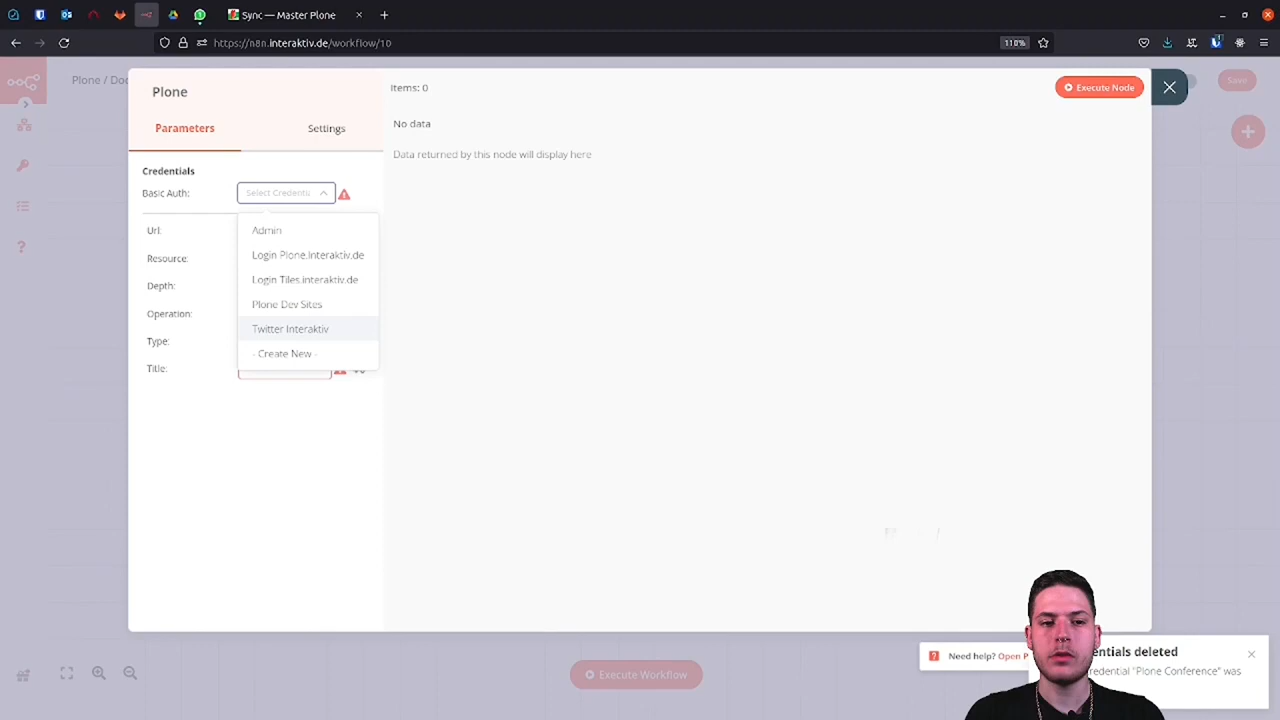 Sync — Master Plone
https://n8n.interaktiv.de/workflow/10
110%
Plone / Doc
Save
Plone
Items: 0
Execute Node
Parameters
Settings
No data
Data returned by this node will display here
Credentials
Basic Auth:
Select Credentia
Url:
Resource:
Depth:
Operation:
Type:
Title:
Admin
Login Plone.Interaktiv.de
Login Tiles.interaktiv.de
Plone Dev Sites
Twitter Interaktiv
- Create New -
Execute Workflow
Need help? Open P
entials deleted
redential "Plone Conference" was